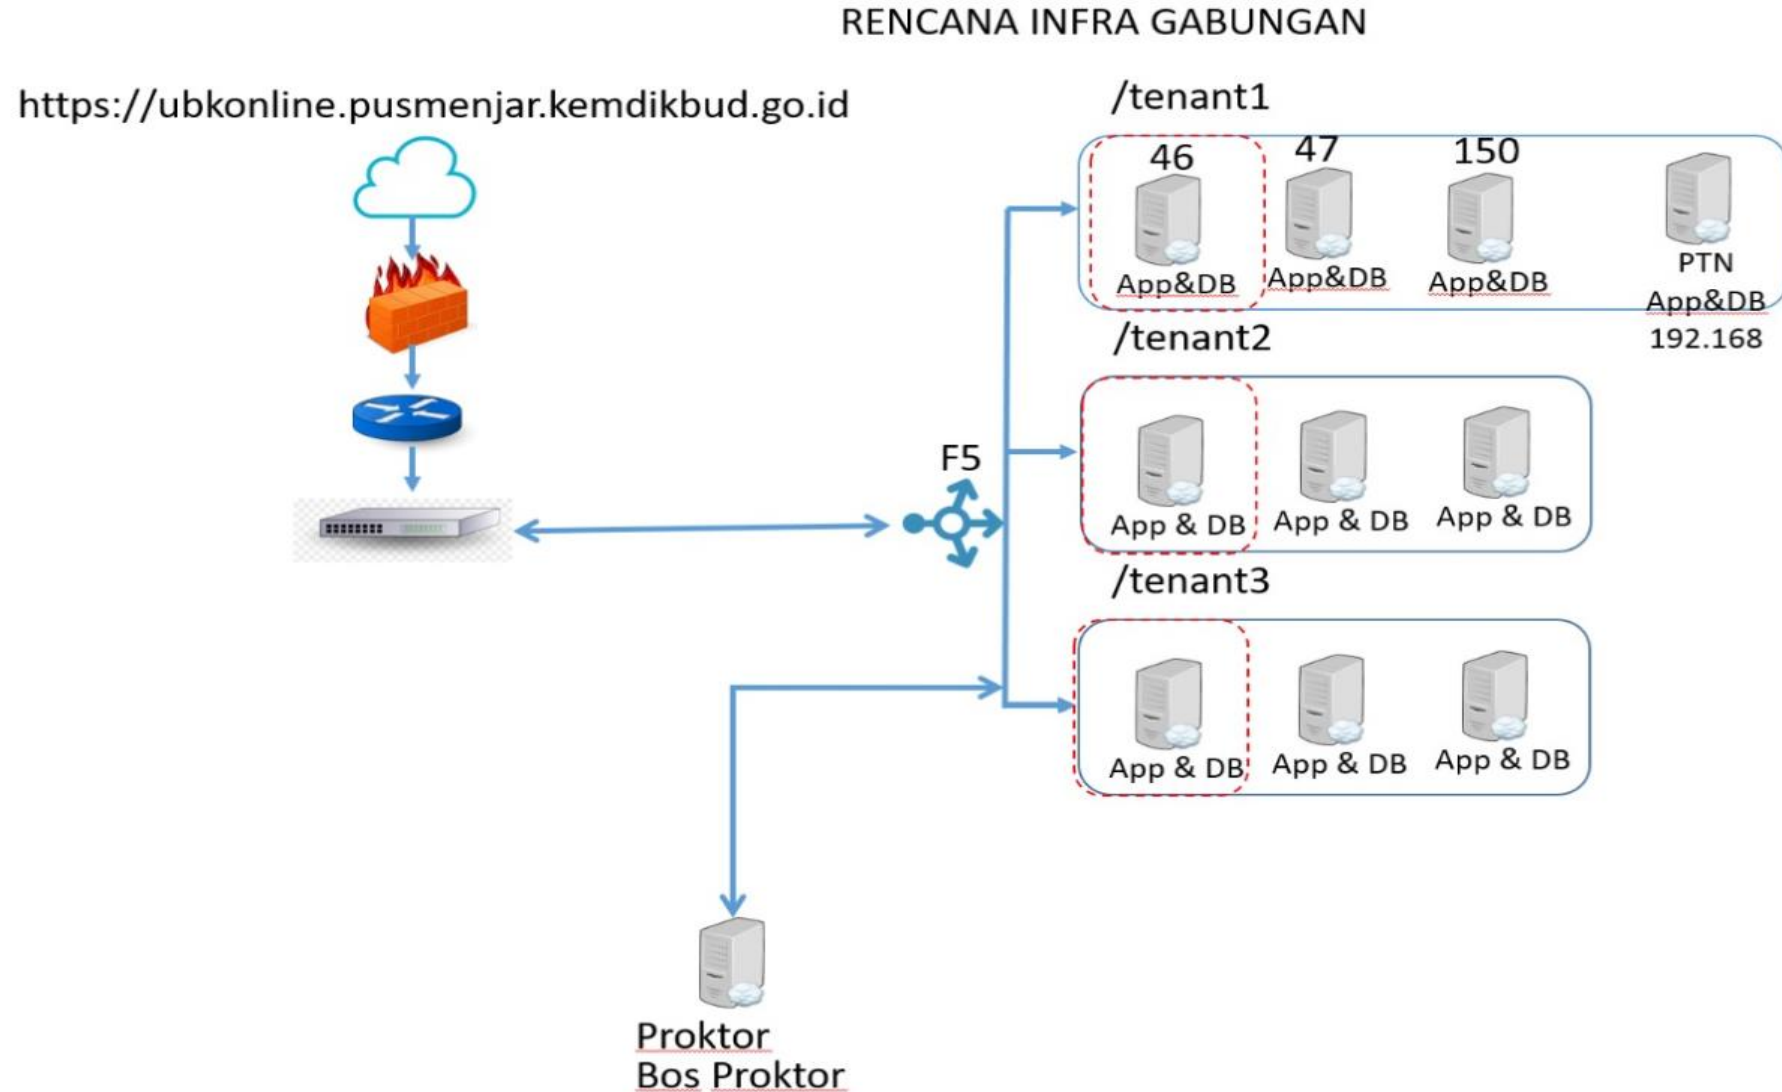 RENCANA INFRA GABUNGAN
https://ubkonline.pusmenjar.kemdikbud.go.id
/tenant1
46
47
150
App&DB
App&DB
App&DB
PTN
App&DB
192.168
/tenant2
F5
App & DB
App & DB
App & DB
/tenant3
App & DB
App & DB
App & DB
Proktor
Bos Proktor